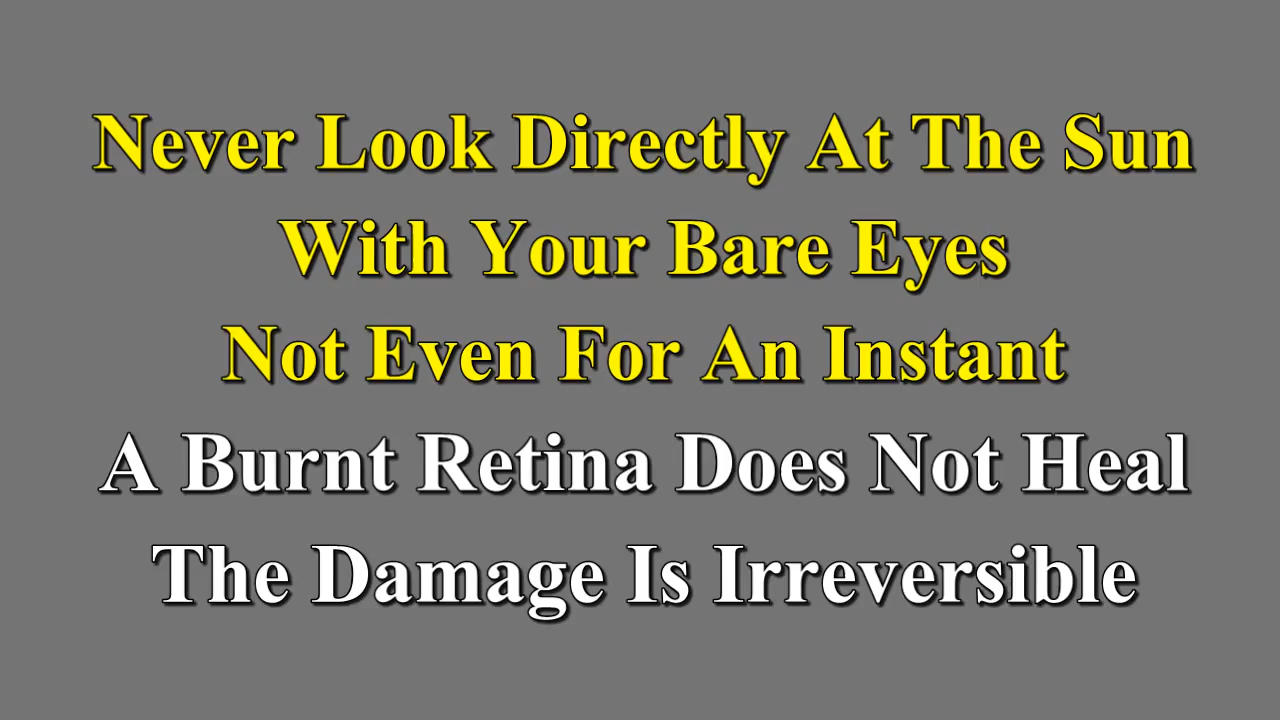 Never Look Directly At The Sun
With Your Bare Eyes
Not Even For An Instant
A Burnt Retina Does Not Heal
The Damage Is Irreversible